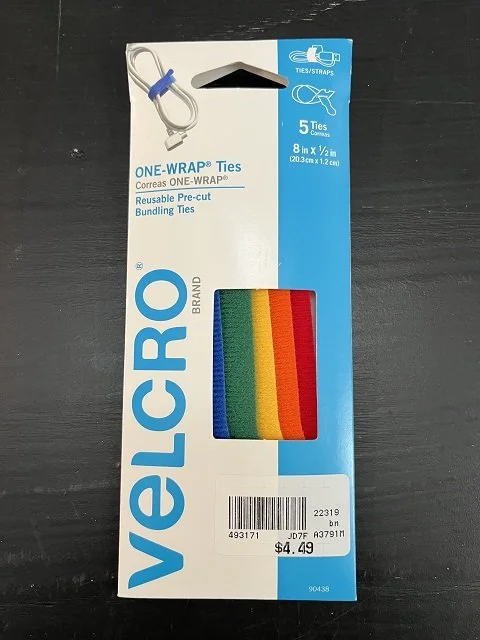 TIES/STRAPS
5 Ties
Correas
8 in x 1/2 in
(20.3 cm x 1.2 cm)
ONE-WRAP® Ties
Correas ONE-WRAP®
Reusable Pre-cut
Bundling Ties
VELCRO®
BRAND
22319
bn
493171 JD7F A3791M
$4.49
90438